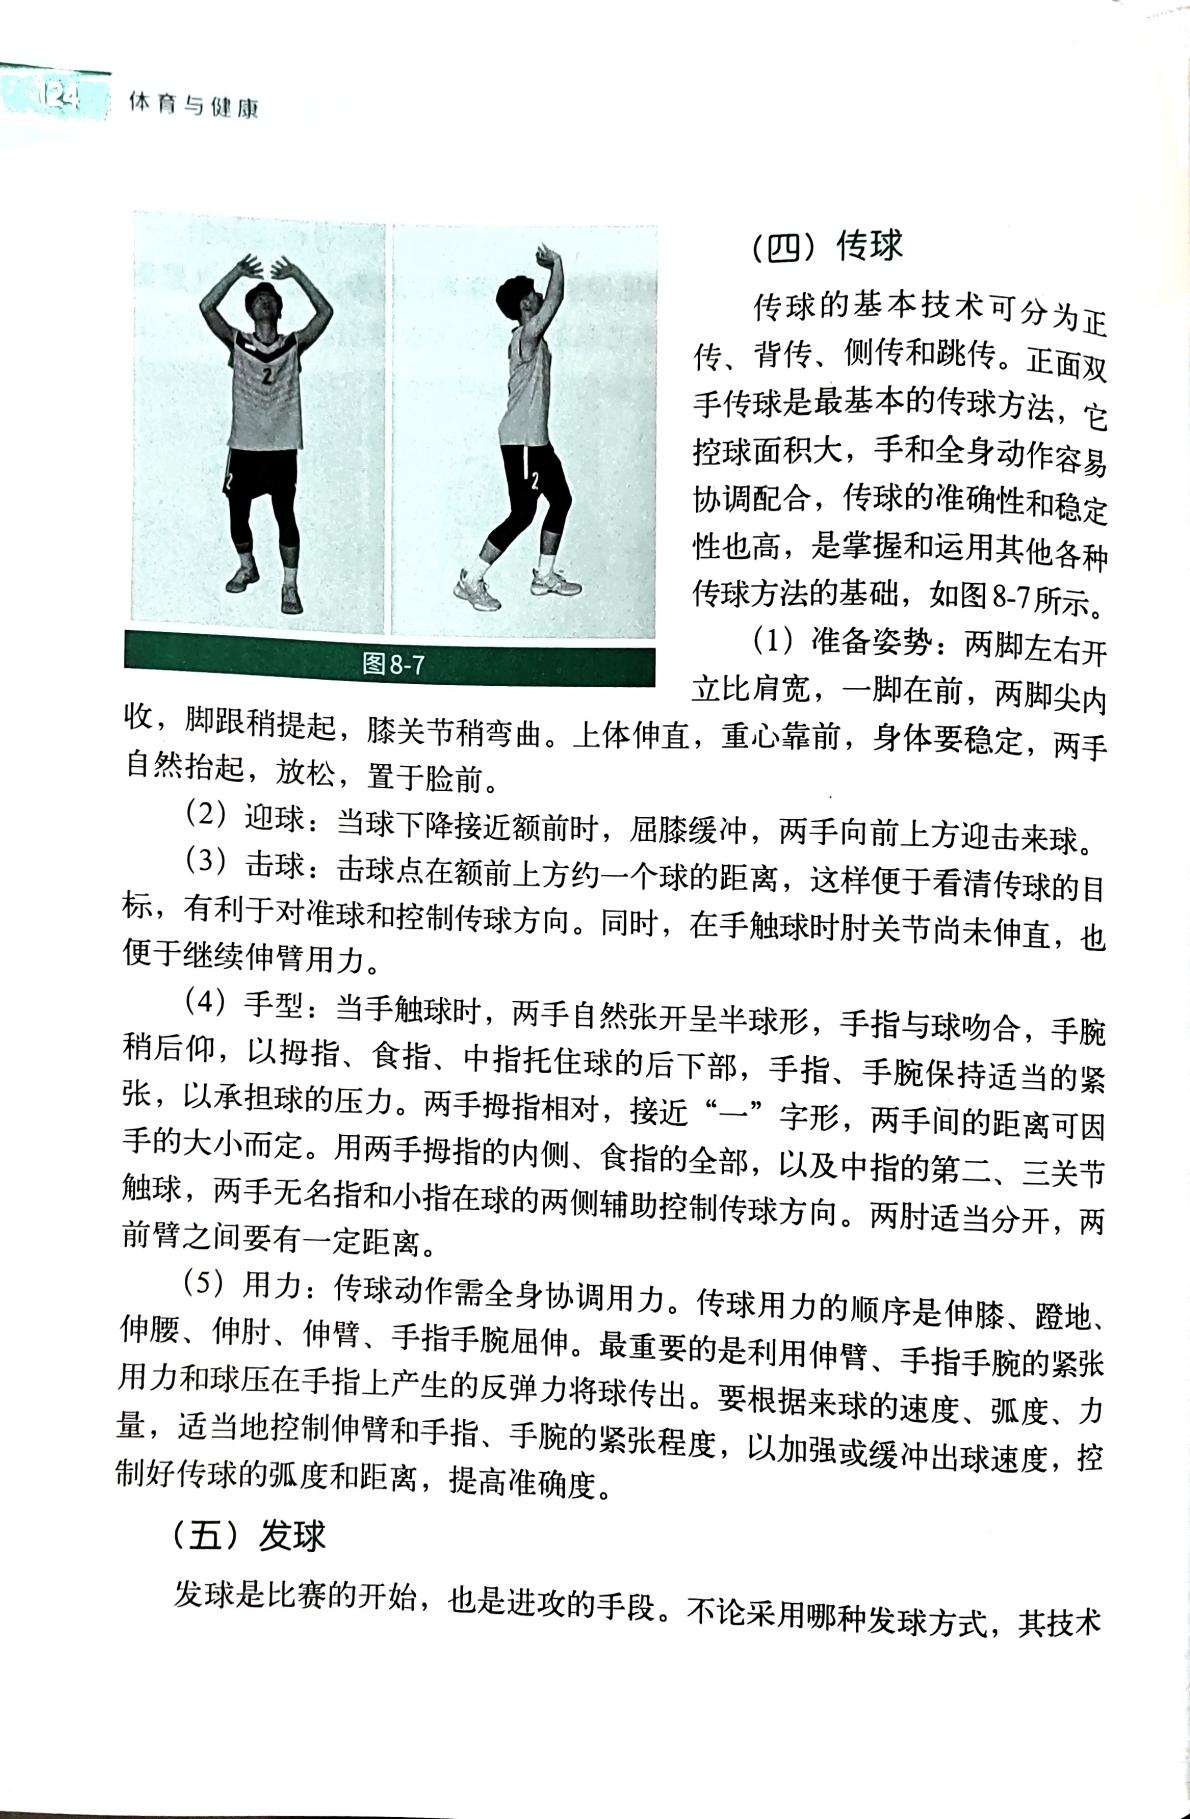 124
体育与健康
2
2
2
图8-7
（四）传球
传球的基本技术可分为正
传、背传、侧传和跳传。正面双
手传球是最基本的传球方法，它
控球面积大，手和全身动作容易
协调配合，传球的准确性和稳定
性也高，是掌握和运用其他各种
传球方法的基础，如图8-7所示。
（1）准备姿势：两脚左右开
立比肩宽，一脚在前，两脚尖内
收，脚跟稍提起，膝关节稍弯曲。上体伸直，重心靠前，身体要稳定，两手
自然抬起，放松，置于脸前。
（2）迎球：当球下降接近额前时，屈膝缓冲，两手向前上方迎击来球。
（3）击球：击球点在额前上方约一个球的距离，这样便于看清传球的目
标，有利于对准球和控制传球方向。同时，在手触球时肘关节尚未伸直，也
便于继续伸臂用力。
（4）手型：当手触球时，两手自然张开呈半球形，手指与球吻合，手腕
稍后仰，以拇指、食指、中指托住球的后下部，手指、手腕保持适当的紧
张，以承担球的压力。两手拇指相对，接近“一”字形，两手间的距离可因
手的大小而定。用两手拇指的内侧、食指的全部，以及中指的第二、三关节
触球，两手无名指和小指在球的两侧辅助控制传球方向。两肘适当分开，两
前臂之间要有一定距离。
（5）用力：传球动作需全身协调用力。传球用力的顺序是伸膝、蹬地、
伸腰、伸肘、伸臂、手指手腕屈伸。最重要的是利用伸臂、手指手腕的紧张
用力和球压在手指上产生的反弹力将球传出。要根据来球的速度、弧度、力
量，适当地控制伸臂和手指、手腕的紧张程度，以加强或缓冲出球速度，控
制好传球的弧度和距离，提高准确度。
（五）发球
发球是比赛的开始，也是进攻的手段。不论采用哪种发球方式，其技术